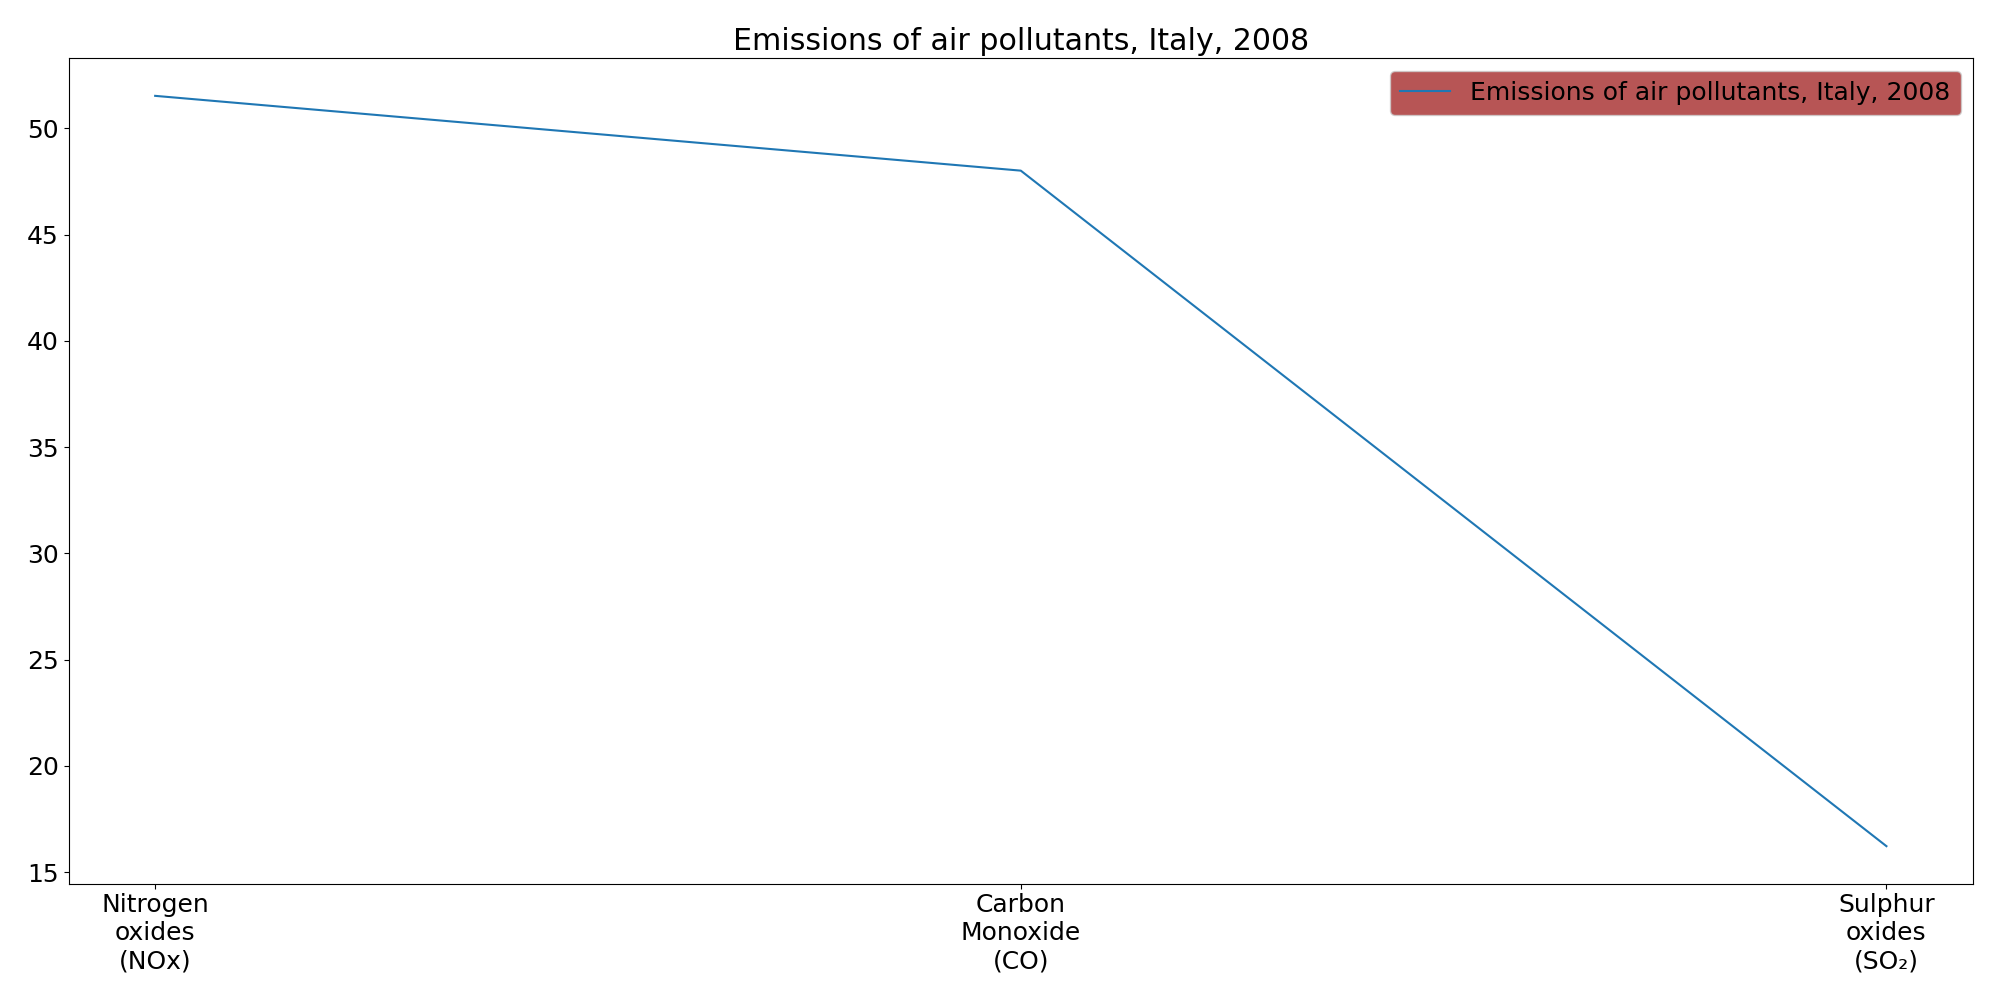 Emissions of air pollutants, Italy, 2008
Emissions of air pollutants, Italy, 2008
50
45
40
35
30
25
20
15
Nitrogen
oxides
(NOx)
Carbon
Monoxide
(CO)
Sulphur
oxides
(SO₂)